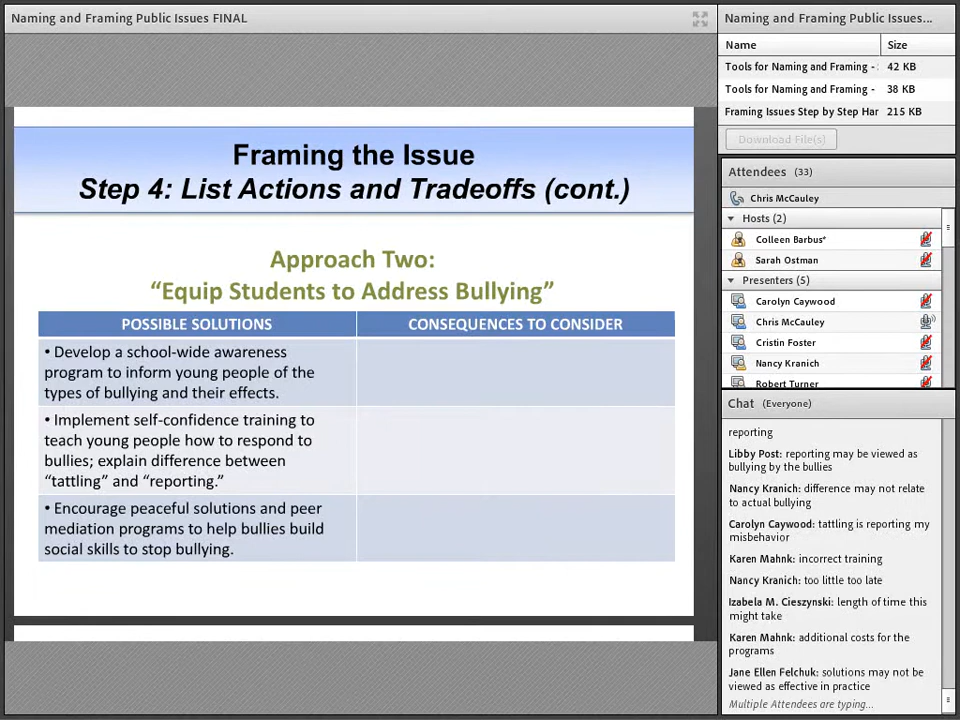 Naming and Framing Public Issues FINAL
Framing the Issue
Step 4: List Actions and Tradeoffs (cont.)
Approach Two:
“Equip Students to Address Bullying”
POSSIBLE SOLUTIONS
CONSEQUENCES TO CONSIDER
• Develop a school-wide awareness
program to inform young people of the
types of bullying and their effects.
• Implement self-confidence training to
teach young people how to respond to
bullies; explain difference between
“tattling” and “reporting.”
• Encourage peaceful solutions and peer
mediation programs to help bullies build
social skills to stop bullying.
Naming and Framing Public Issues...
Name Size
Tools for Naming and Framing - 42 KB
Tools for Naming and Framing - 38 KB
Framing Issues Step by Step Har 215 KB
Download File(s)
Attendees (33)
Chris McCauley
Hosts (2)
Colleen Barbus*
Sarah Ostman
Presenters (5)
Carolyn Caywood
Chris McCauley
Cristin Foster
Nancy Kranich
Robert Turner
Chat (Everyone)
reporting
Libby Post: reporting may be viewed as
bullying by the bullies
Nancy Kranich: difference may not relate
to actual bullying
Carolyn Caywood: tattling is reporting my
misbehavior
Karen Mahnk: incorrect training
Nancy Kranich: too little too late
Izabela M. Cieszynski: length of time this
might take
Karen Mahnk: additional costs for the
programs
Jane Ellen Felchuk: solutions may not be
viewed as effective in practice
Multiple Attendees are typing...